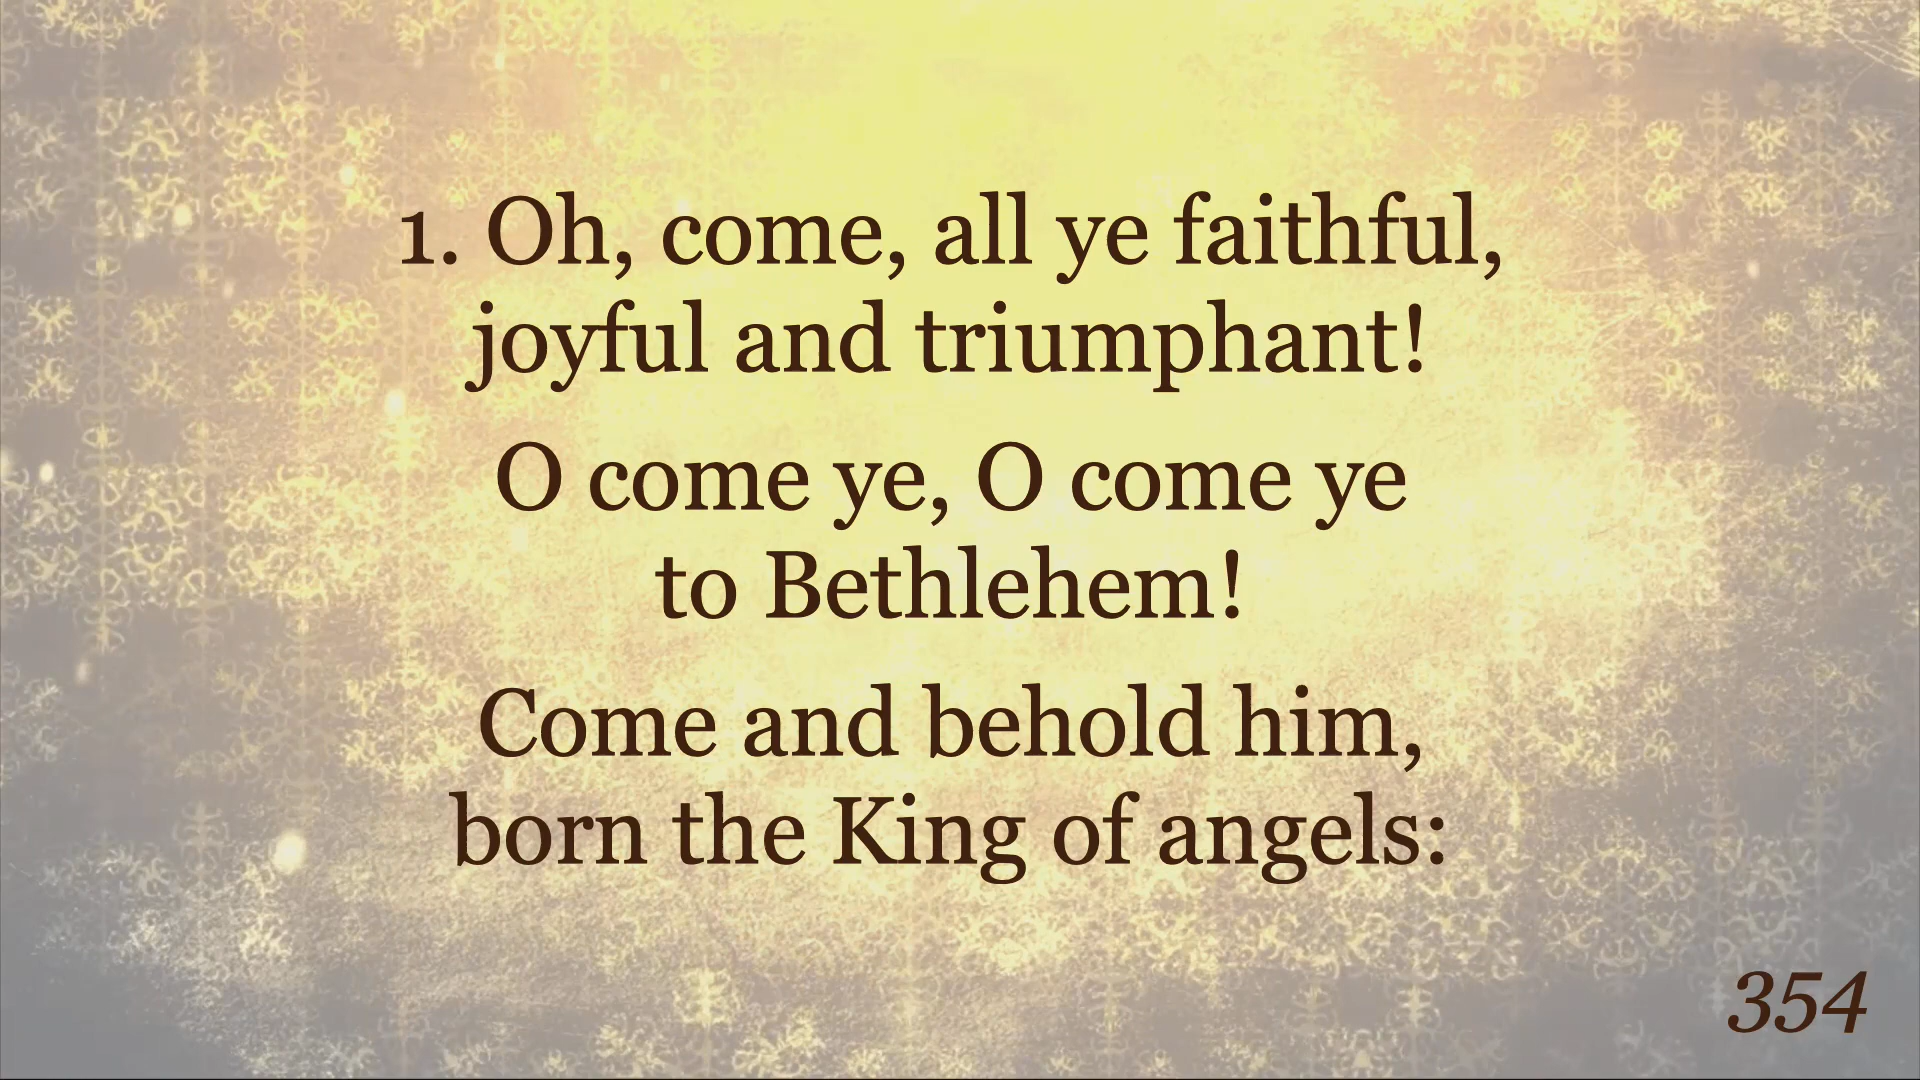 1. Oh, come, all ye faithful,
joyful and triumphant!
O come ye, O come ye
to Bethlehem!
Come and behold him,
born the King of angels:
354